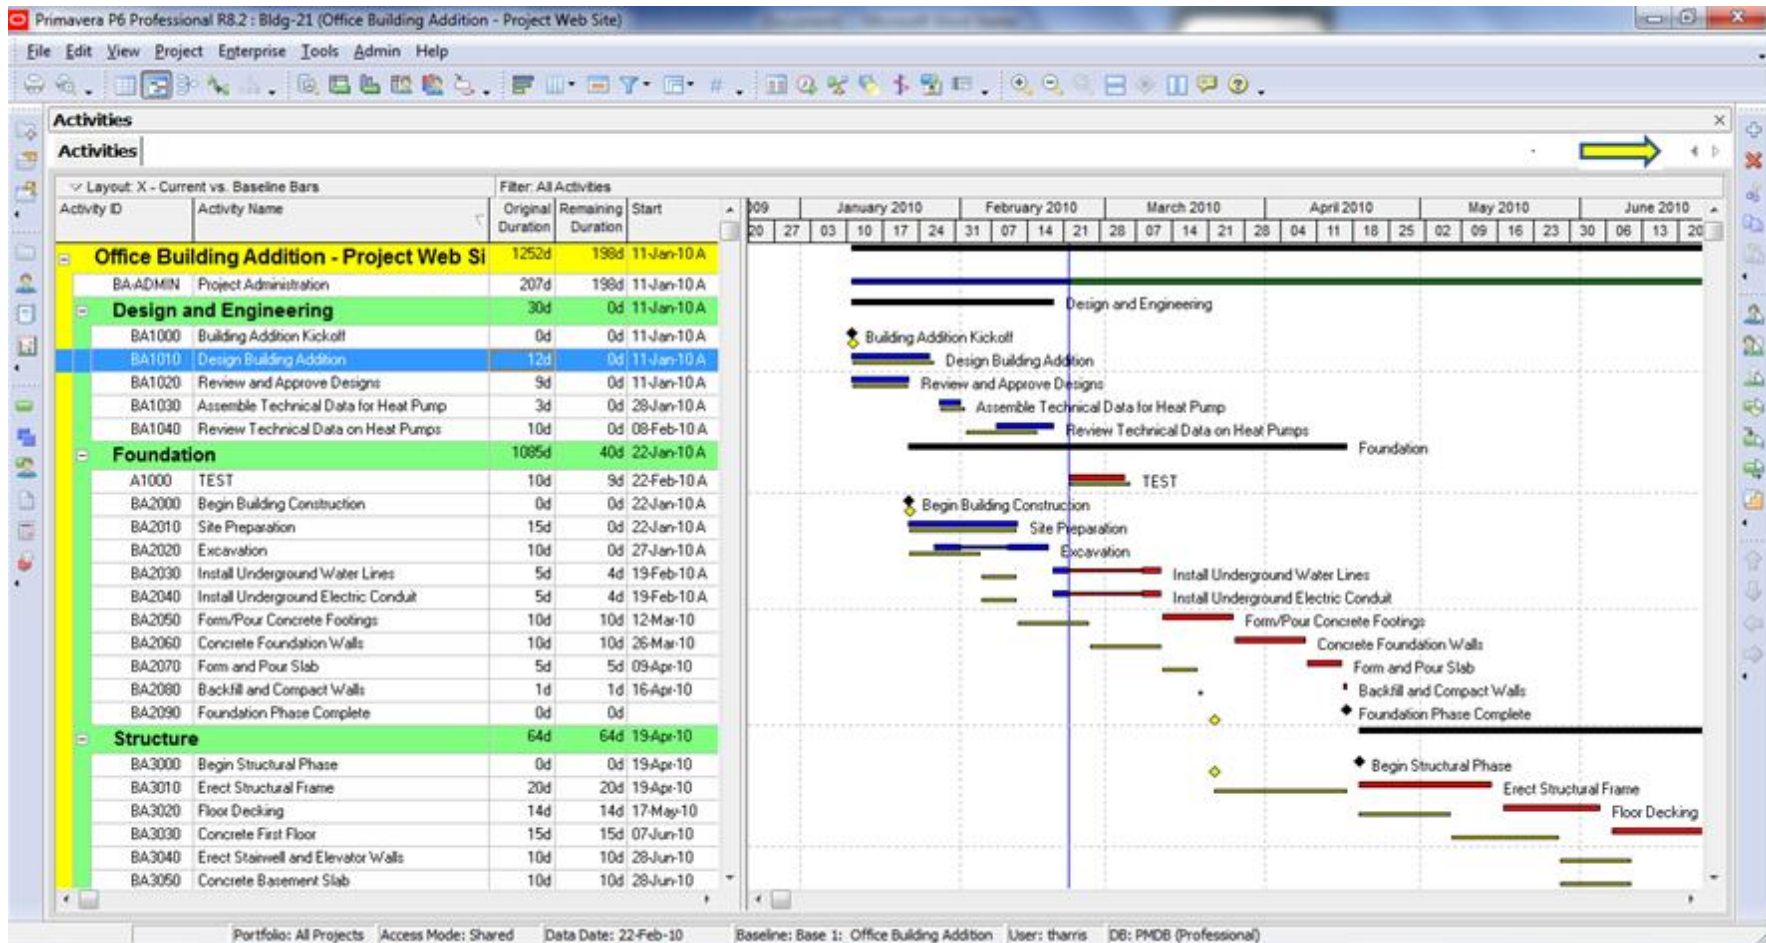 Primavera P6 Professional R8.2 : Bldg-21 (Office Building Addition - Project Web Site)
File Edit View Project Enterprise Tools Admin Help
Activities
Activities
Layout: X - Current vs. Baseline Bars Filter: All Activities
Activity ID Activity Name Original Duration Remaining Duration Start 009 January 2010 February 2010 March 2010 April 2010 May 2010 June 2010
20 27 03 10 17 24 31 07 14 21 28 07 14 21 28 04 11 18 25 02 09 16 23 30 06 13 20
Office Building Addition - Project Web Si 1252d 198d 11-Jan-10 A
BA-ADMIN Project Administration 207d 198d 11-Jan-10 A
Design and Engineering 30d 0d 11-Jan-10 A Design and Engineering
BA1000 Building Addition Kickoff 0d 0d 11-Jan-10 A Building Addition Kickoff
BA1010 Design Building Addition 12d 0d 11-Jan-10 A Design Building Addition
BA1020 Review and Approve Designs 9d 0d 11-Jan-10 A Review and Approve Designs
BA1030 Assemble Technical Data for Heat Pump 3d 0d 28-Jan-10 A Assemble Technical Data for Heat Pump
BA1040 Review Technical Data on Heat Pumps 10d 0d 08-Feb-10 A Review Technical Data on Heat Pumps
Foundation 1085d 40d 22-Jan-10 A Foundation
A1000 TEST 10d 9d 22-Feb-10 A TEST
BA2000 Begin Building Construction 0d 0d 22-Jan-10 A Begin Building Construction
BA2010 Site Preparation 15d 0d 22-Jan-10 A Site Preparation
BA2020 Excavation 10d 0d 27-Jan-10 A Excavation
BA2030 Install Underground Water Lines 5d 4d 19-Feb-10 A Install Underground Water Lines
BA2040 Install Underground Electric Conduit 5d 4d 19-Feb-10 A Install Underground Electric Conduit
BA2050 Form/Pour Concrete Footings 10d 10d 12-Mar-10 Form/Pour Concrete Footings
BA2060 Concrete Foundation Walls 10d 10d 26-Mar-10 Concrete Foundation Walls
BA2070 Form and Pour Slab 5d 5d 09-Apr-10 Form and Pour Slab
BA2080 Backfill and Compact Walls 1d 1d 16-Apr-10 Backfill and Compact Walls
BA2090 Foundation Phase Complete 0d 0d Foundation Phase Complete
Structure 64d 64d 19-Apr-10
BA3000 Begin Structural Phase 0d 0d 19-Apr-10 Begin Structural Phase
BA3010 Erect Structural Frame 20d 20d 19-Apr-10 Erect Structural Frame
BA3020 Floor Decking 14d 14d 17-May-10 Floor Decking
BA3030 Concrete First Floor 15d 15d 07-Jun-10
BA3040 Erect Stairwell and Elevator Walls 10d 10d 28-Jun-10
BA3050 Concrete Basement Slab 10d 10d 28-Jun-10
Portfolio: All Projects Access Mode: Shared Data Date: 22-Feb-10 Baseline: Base 1: Office Building Addition User: tharris DB: PMDB (Professional)